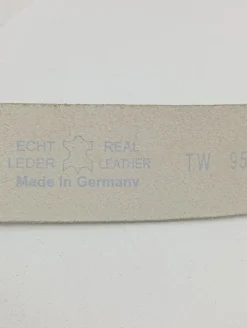 ECHT REAL
LEDER LEATHER TW 95
Made In Germany